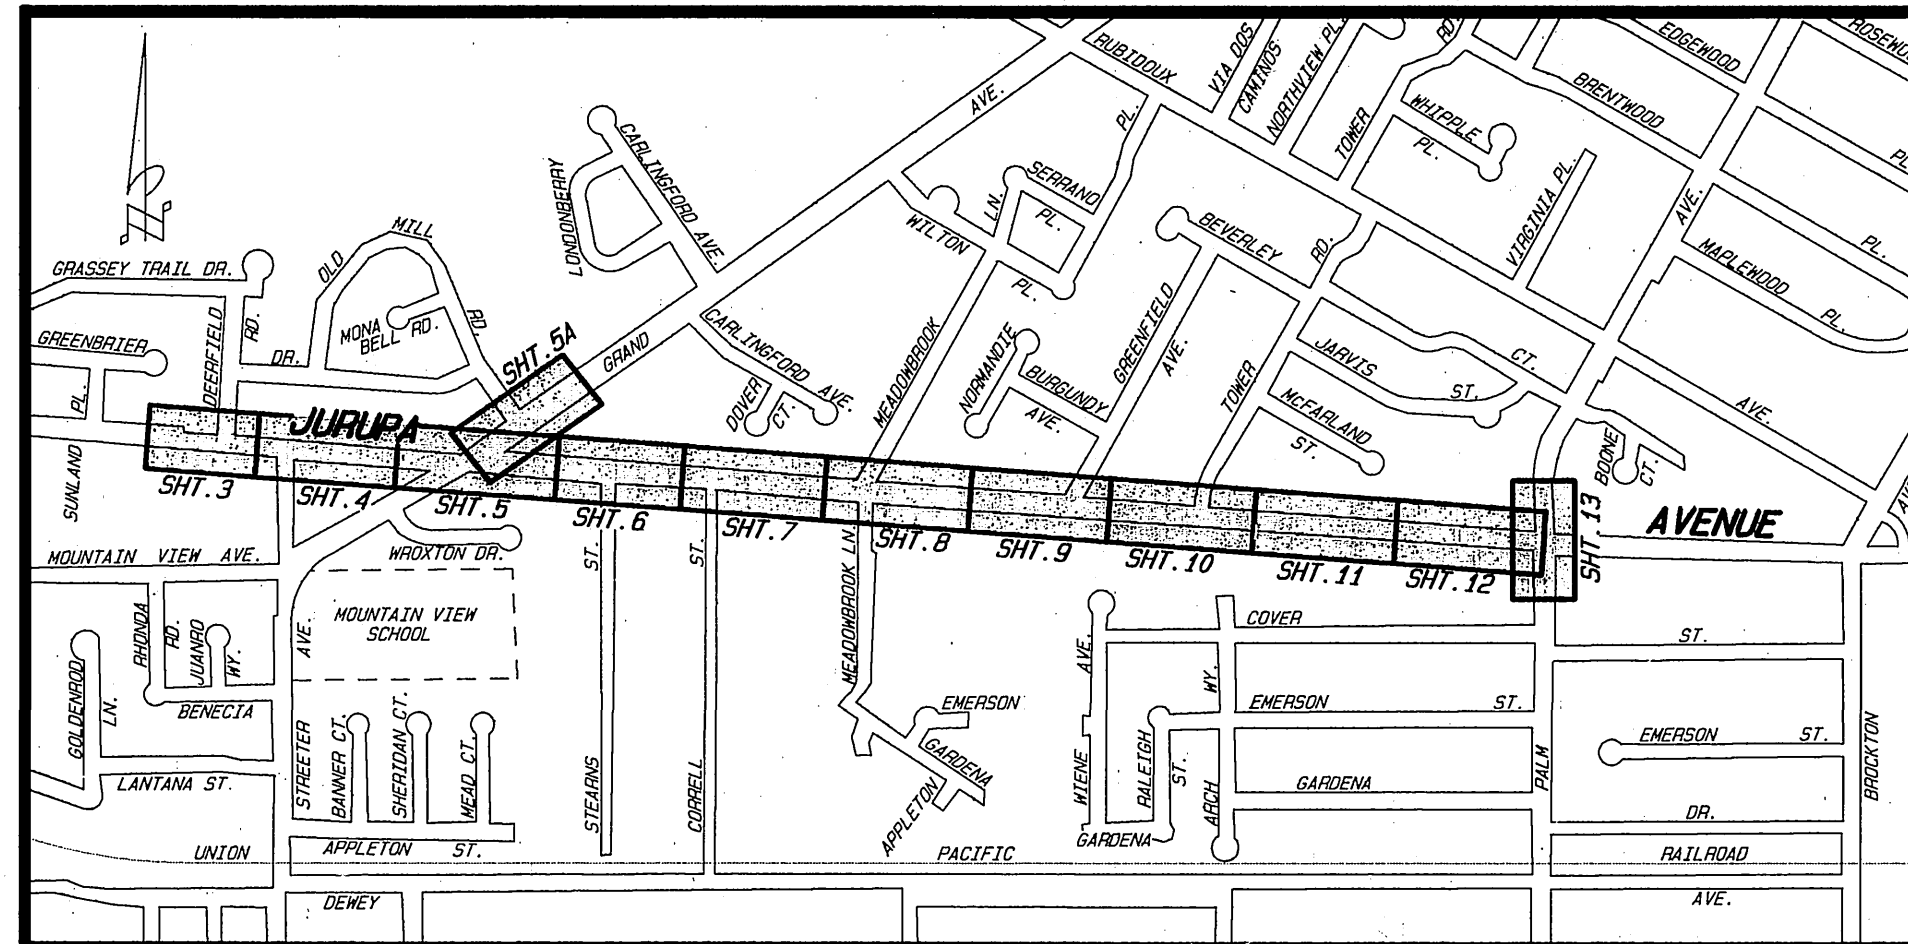 RUBIDOUX
VIA DOS
CAMINOS
NORTHVIEW PL.
TOWER
RD.
EDGEWOOD
BRENTWOOD
WHIPPLE
PL.
VIRGINIA PL.
AVE.
MAPLEWOOD
PL.
PL.
AVE.
PL.
SERRANO
PL.
LN.
WILTON
PL.
LONDONBERRY
CARLINGFORD AVE.
N.
GRASSEY TRAIL DR.
OLD
MILL
RD.
MONA
BELL RD.
GREENBRIER
PL.
DEERFIELD
RD.
DR.
SHT. 5A
GRAND
CARLINGFORD AVE.
DOVER
CT.
MEADOWBROOK
NORMANDIE
BURGUNDY
AVE.
GREENFIELD
AVE.
BEVERLEY
RD.
TOWER
JARVIS
ST.
CT.
MCFARLAND
ST.
AVE.
BOONE
CT.
JURUPA
AVENUE
SUNLAND
SHT. 3
SHT. 4
SHT. 5
SHT. 6
SHT. 7
SHT. 8
SHT. 9
SHT. 10
SHT. 11
SHT. 12
SHT. 13
MOUNTAIN VIEW AVE.
WROXTON DR.
ST.
ST.
MEADOWBROOK LN.
MOUNTAIN VIEW
SCHOOL
AVE.
RHONDA
RD.
JUANRO
WY.
GOLDENROD
LN.
BENECIA
LANTANA ST.
STREETER
BANNER CT.
SHERIDAN CT.
MEAD CT.
STEARNS
CORRELL
APPLETON ST.
EMERSON
GARDENA
APPLETON
AVE.
WIENE
COVER
ST.
WY.
EMERSON
ST.
RALEIGH
ST.
ARCH
GARDENA
GARDENA
DR.
PALM
EMERSON
ST.
BROCKTON
UNION
PACIFIC
RAILROAD
DEWEY
AVE.